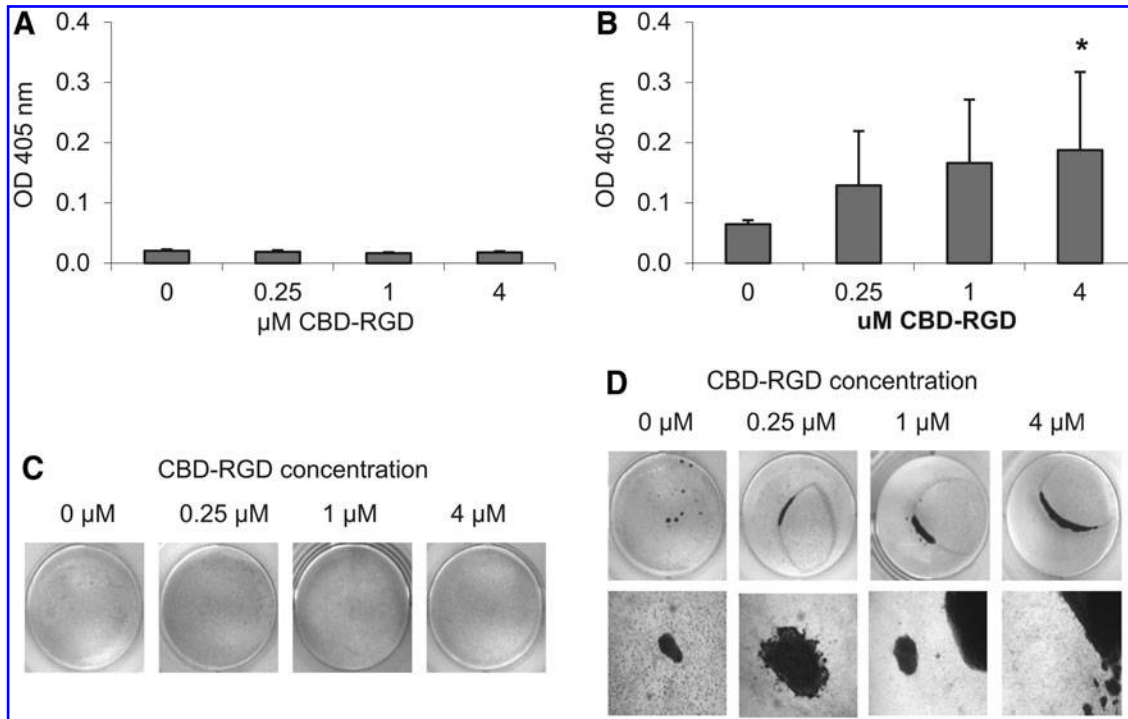 A
OD 405 nm
0.4
0.3
0.2
0.1
0.0
0 0.25 1 4
µM CBD-RGD
B
OD 405 nm
0.4
0.3
0.2
0.1
0.0
*
0 0.25 1 4
uM CBD-RGD
C
CBD-RGD concentration
0 µM 0.25 µM 1 µM 4 µM
D
CBD-RGD concentration
0 µM 0.25 µM 1 µM 4 µM